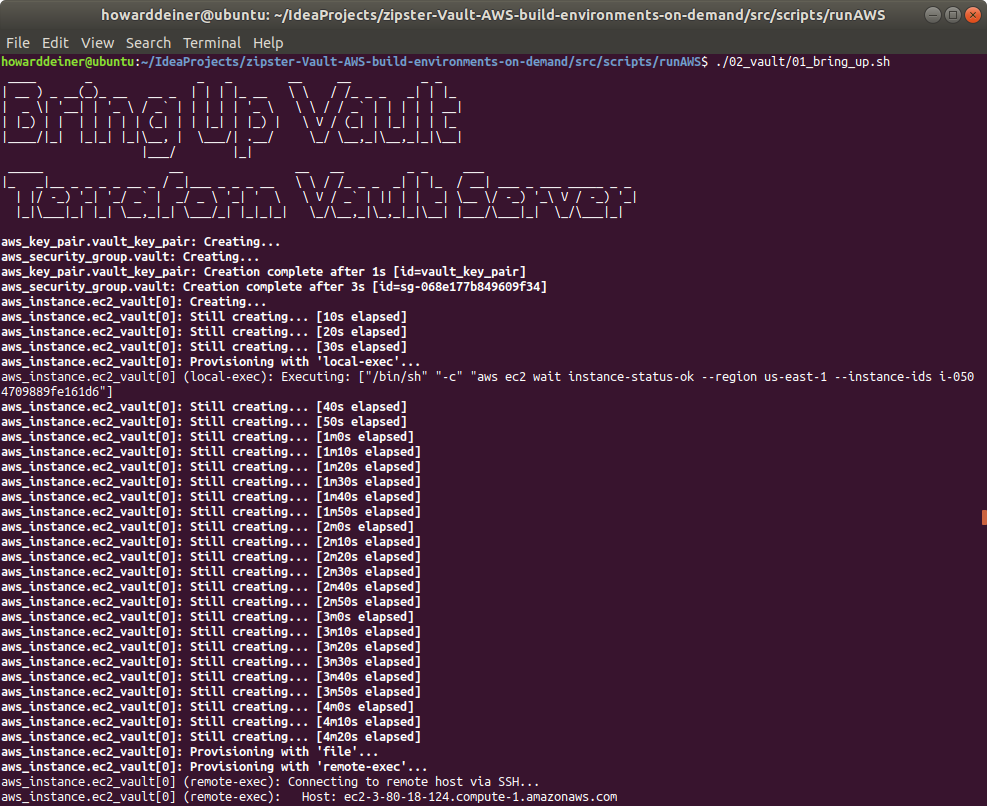 howarddeiner@ubuntu: ~/IdeaProjects/zipster-Vault-AWS-build-environments-on-demand/src/scripts/runAWS
File Edit View Search Terminal Help
howarddeiner@ubuntu:~/IdeaProjects/zipster-Vault-AWS-build-environments-on-demand/src/scripts/runAWS$ ./02_vault/01_bring_up.sh
Bring Up Vault
Terraform Vault Server
aws_key_pair.vault_key_pair: Creating...
aws_security_group.vault: Creating...
aws_key_pair.vault_key_pair: Creation complete after 1s [id=vault_key_pair]
aws_security_group.vault: Creation complete after 3s [id=sg-068e177b849609f34]
aws_instance.ec2_vault[0]: Creating...
aws_instance.ec2_vault[0]: Still creating... [10s elapsed]
aws_instance.ec2_vault[0]: Still creating... [20s elapsed]
aws_instance.ec2_vault[0]: Still creating... [30s elapsed]
aws_instance.ec2_vault[0]: Provisioning with 'local-exec'...
aws_instance.ec2_vault[0] (local-exec): Executing: ["/bin/sh" "-c" "aws ec2 wait instance-status-ok --region us-east-1 --instance-ids i-050
4709889fe161d6"]
aws_instance.ec2_vault[0]: Still creating... [40s elapsed]
aws_instance.ec2_vault[0]: Still creating... [50s elapsed]
aws_instance.ec2_vault[0]: Still creating... [1m0s elapsed]
aws_instance.ec2_vault[0]: Still creating... [1m10s elapsed]
aws_instance.ec2_vault[0]: Still creating... [1m20s elapsed]
aws_instance.ec2_vault[0]: Still creating... [1m30s elapsed]
aws_instance.ec2_vault[0]: Still creating... [1m40s elapsed]
aws_instance.ec2_vault[0]: Still creating... [1m50s elapsed]
aws_instance.ec2_vault[0]: Still creating... [2m0s elapsed]
aws_instance.ec2_vault[0]: Still creating... [2m10s elapsed]
aws_instance.ec2_vault[0]: Still creating... [2m20s elapsed]
aws_instance.ec2_vault[0]: Still creating... [2m30s elapsed]
aws_instance.ec2_vault[0]: Still creating... [2m40s elapsed]
aws_instance.ec2_vault[0]: Still creating... [2m50s elapsed]
aws_instance.ec2_vault[0]: Still creating... [3m0s elapsed]
aws_instance.ec2_vault[0]: Still creating... [3m10s elapsed]
aws_instance.ec2_vault[0]: Still creating... [3m20s elapsed]
aws_instance.ec2_vault[0]: Still creating... [3m30s elapsed]
aws_instance.ec2_vault[0]: Still creating... [3m40s elapsed]
aws_instance.ec2_vault[0]: Still creating... [3m50s elapsed]
aws_instance.ec2_vault[0]: Still creating... [4m0s elapsed]
aws_instance.ec2_vault[0]: Still creating... [4m10s elapsed]
aws_instance.ec2_vault[0]: Still creating... [4m20s elapsed]
aws_instance.ec2_vault[0]: Provisioning with 'file'...
aws_instance.ec2_vault[0]: Provisioning with 'remote-exec'...
aws_instance.ec2_vault[0] (remote-exec): Connecting to remote host via SSH...
aws_instance.ec2_vault[0] (remote-exec):   Host: ec2-3-80-18-124.compute-1.amazonaws.com